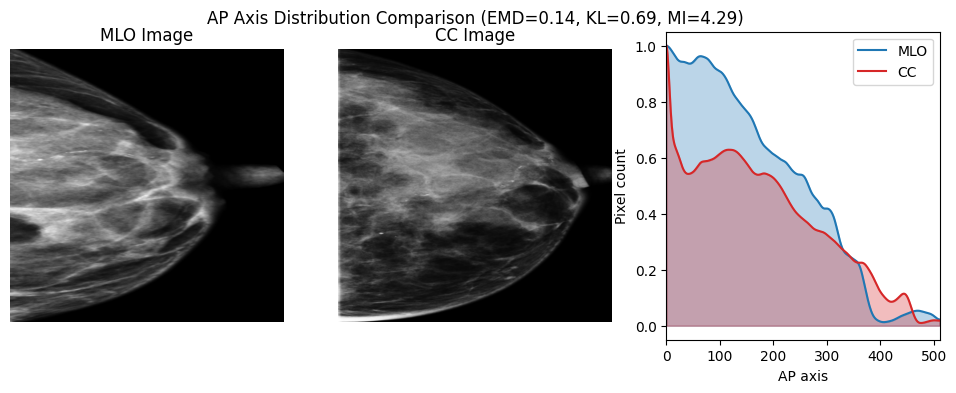 AP Axis Distribution Comparison (EMD=0.14, KL=0.69, MI=4.29)
MLO Image
CC Image
MLO
CC
Pixel count
1.0
0.8
0.6
0.4
0.2
0.0
0 100 200 300 400 500
AP axis